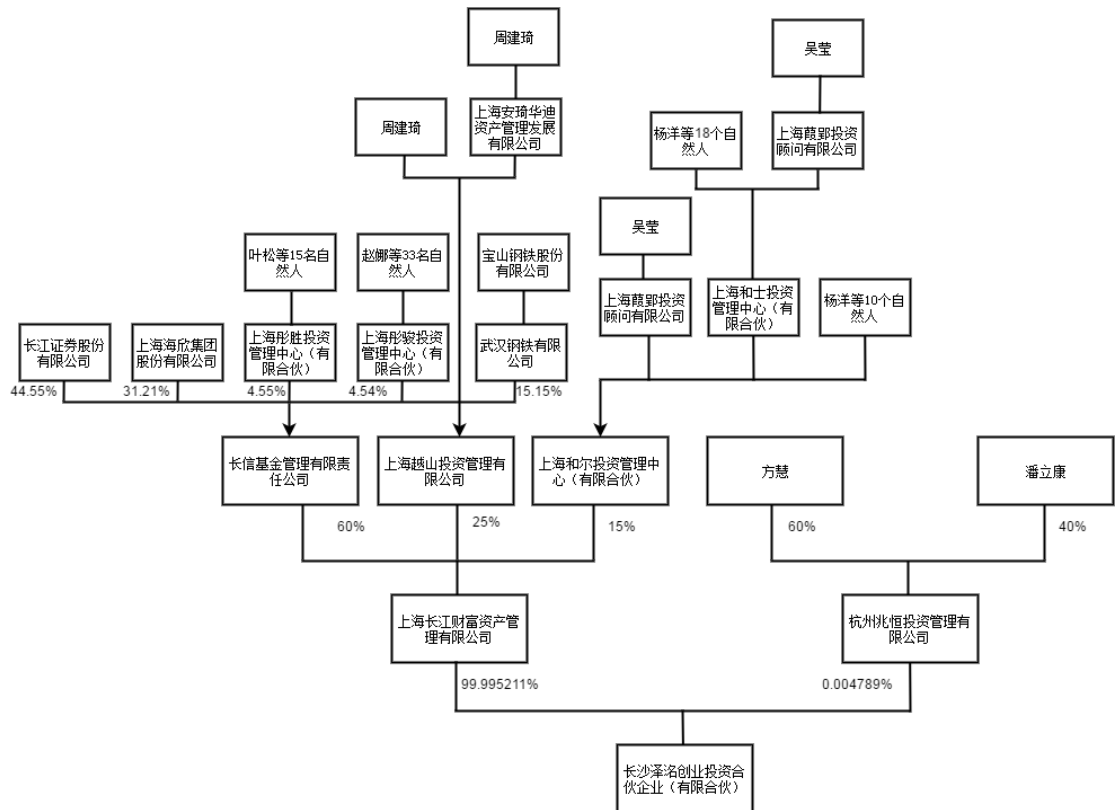 周建琦
吴莹
周建琦
上海安琦华迪
资产管理发展
有限公司
杨洋等18个自
然人
上海葭郢投资
顾问有限公司
吴莹
叶松等15名自
然人
赵娜等33名自
然人
宝山钢铁股份
有限公司
上海葭郢投资
顾问有限公司
上海和士投资
管理中心（有
限合伙）
杨洋等10个自
然人
长江证券股份
有限公司
上海海欣集团
股份有限公司
上海彤胜投资
管理中心（有
限合伙）
上海彤骏投资
管理中心（有
限合伙）
武汉钢铁有限
公司
44.55%
31.21%
4.55%
4.54%
15.15%
长信基金管理有限责
任公司
上海越山投资管理有
限公司
上海和尔投资管理中
心（有限合伙）
方慧
潘立康
60%
25%
15%
60%
40%
上海长江财富资产管
理有限公司
杭州兆恒投资管理有
限公司
99.995211%
0.004789%
长沙泽洺创业投资合
伙企业（有限合伙）